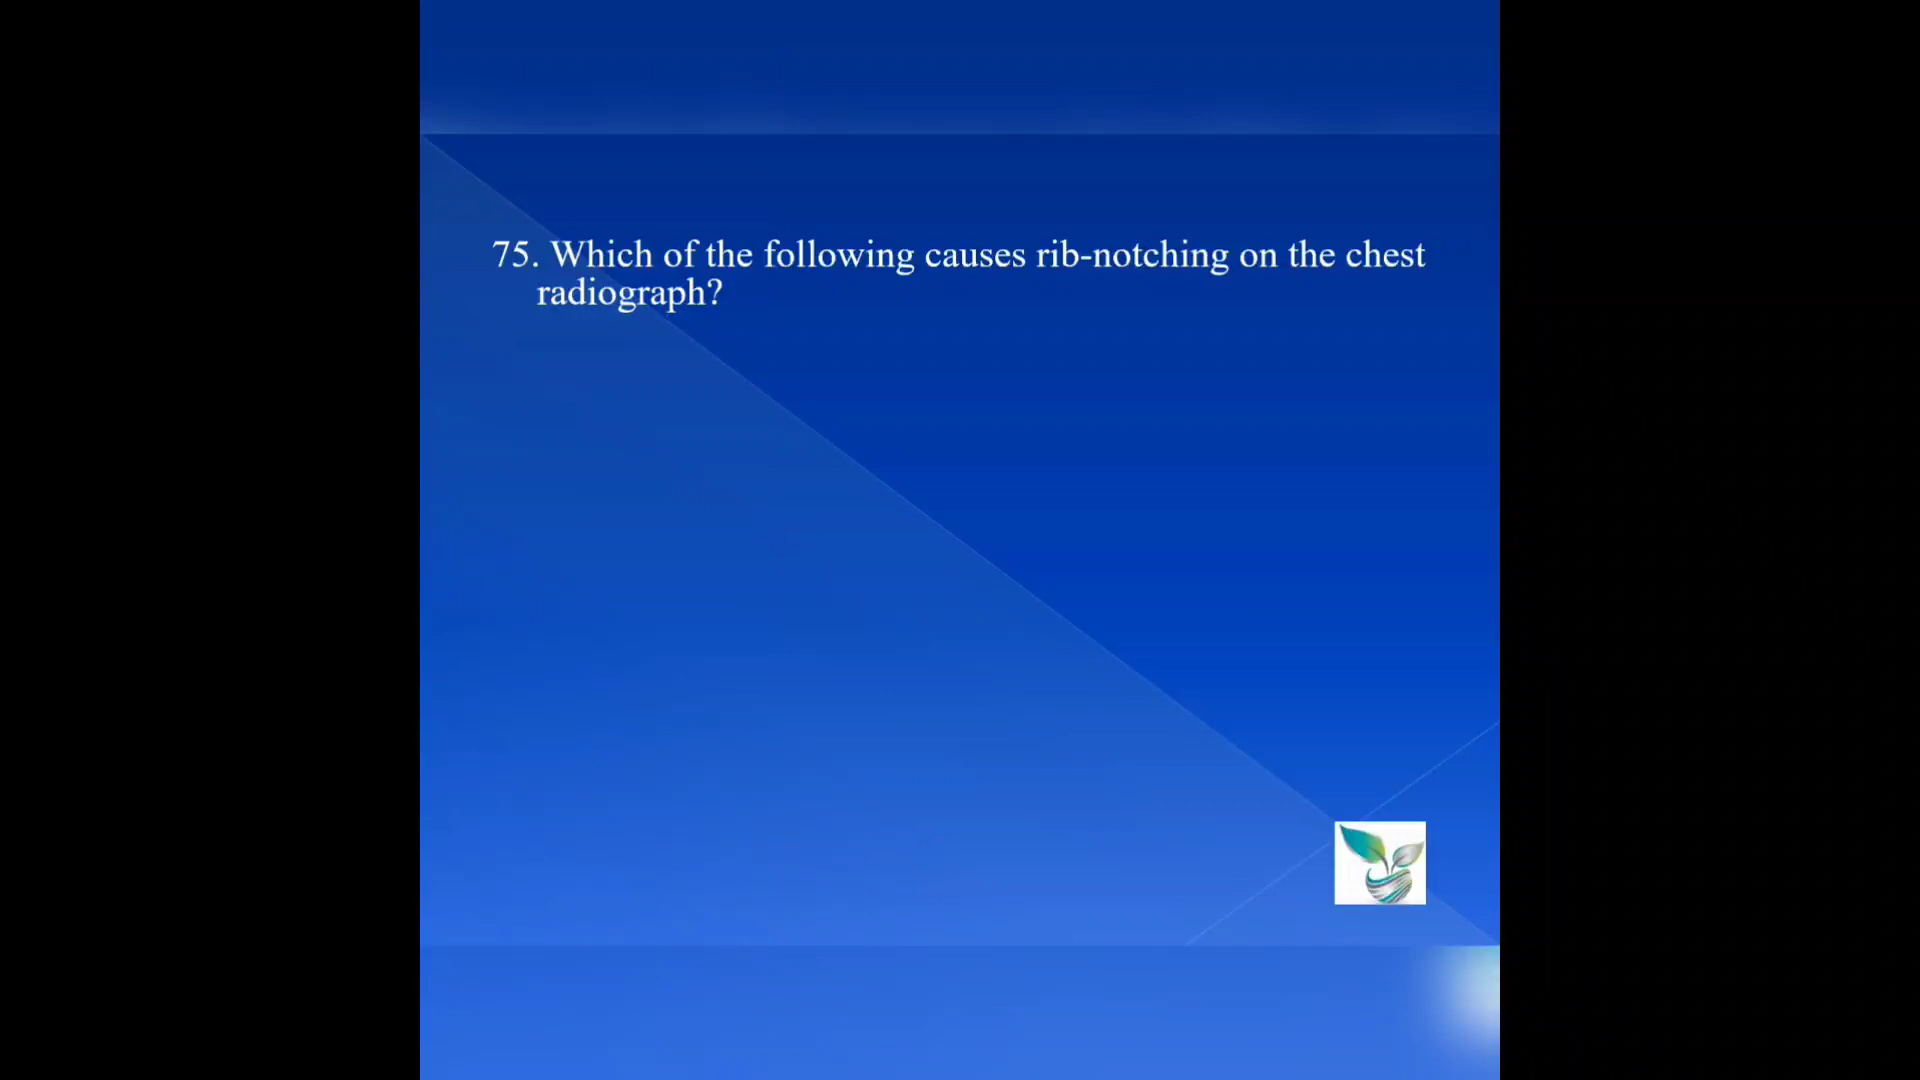 75. Which of the following causes rib-notching on the chest
radiograph?